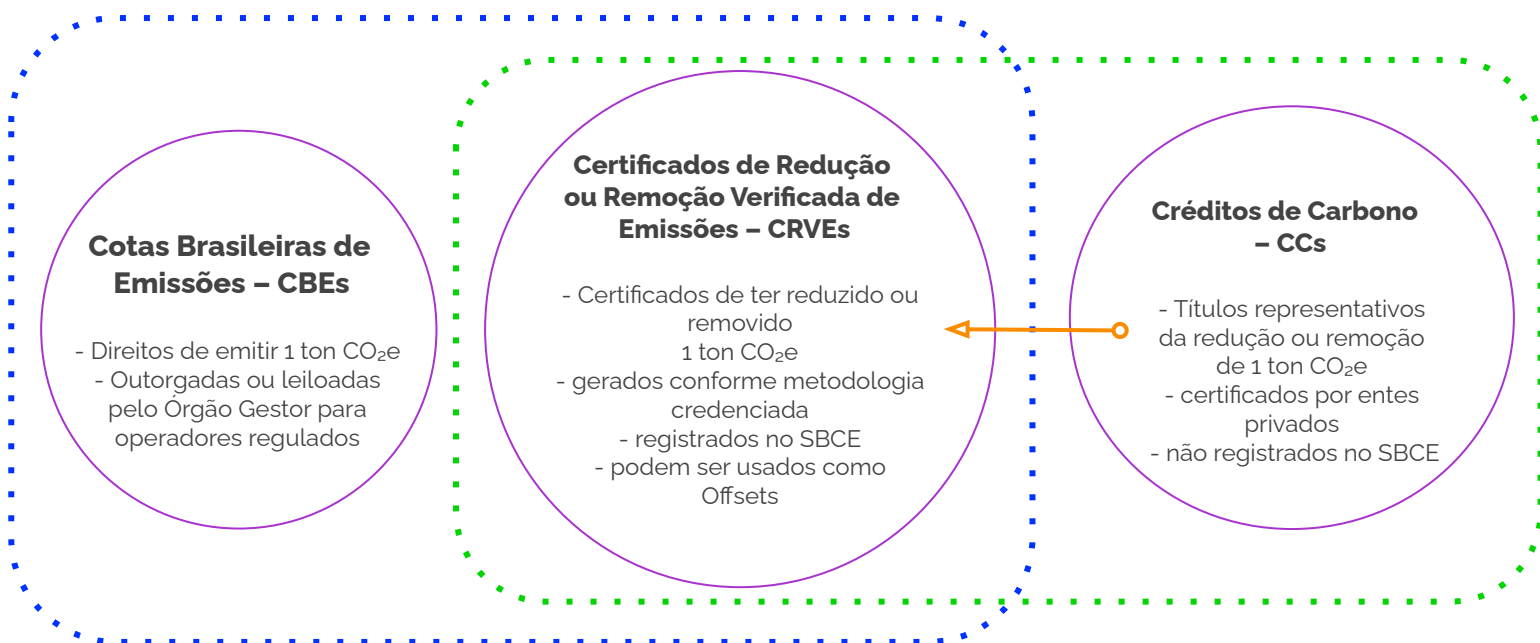 Cotas Brasileiras de
Emissões – CBEs
- Direitos de emitir 1 ton CO₂e
- Outorgadas ou leiloadas
pelo Órgão Gestor para
operadores regulados
Certificados de Redução
ou Remoção Verificada de
Emissões – CRVEs
- Certificados de ter reduzido ou
removido
1 ton CO₂e
- gerados conforme metodologia
credenciada
- registrados no SBCE
- podem ser usados como
Offsets
Créditos de Carbono
– CCs
- Títulos representativos
da redução ou remoção
de 1 ton CO₂e
- certificados por entes
privados
- não registrados no SBCE